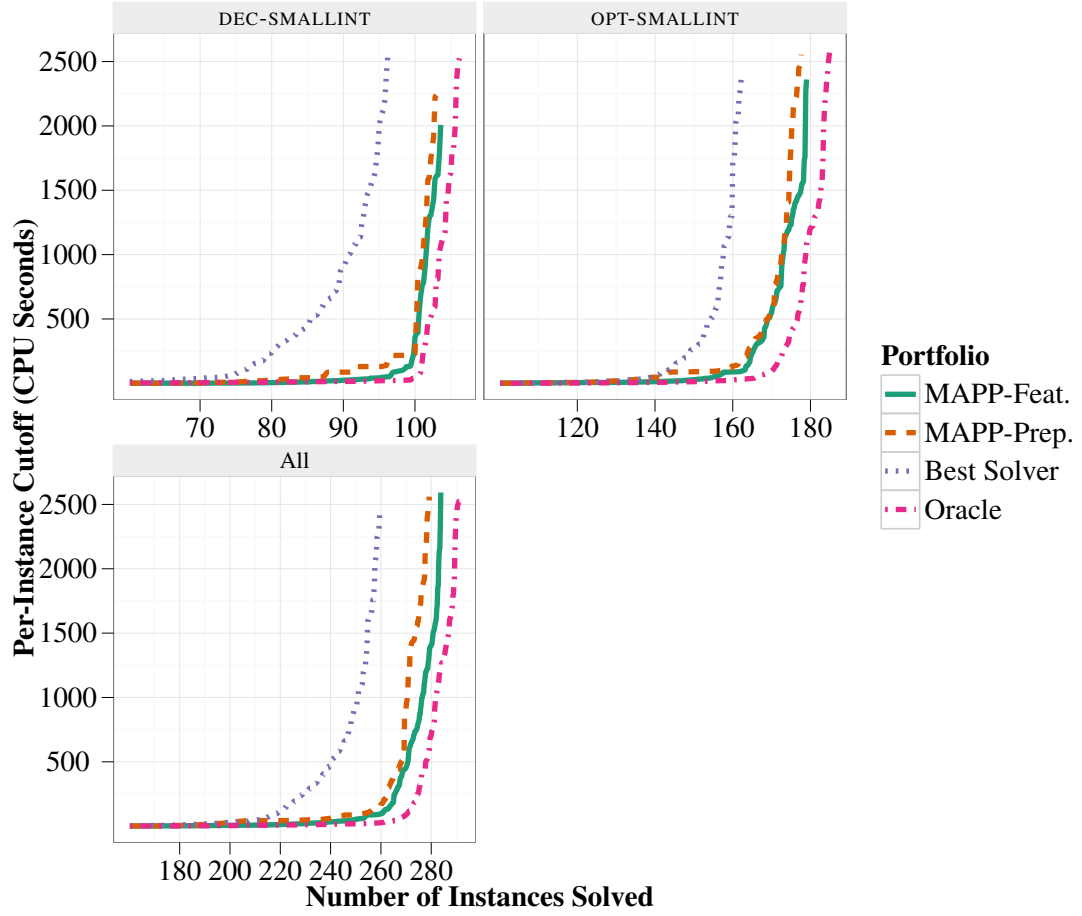 DEC-SMALLINT
OPT-SMALLINT
2500
2000
1500
1000
500
70 80 90 100
120 140 160 180
All
2500
2000
1500
1000
500
180 200 220 240 260 280
Per-Instance Cutoff (CPU Seconds)
Number of Instances Solved
Portfolio
MAPP-Feat.
MAPP-Prep.
Best Solver
Oracle